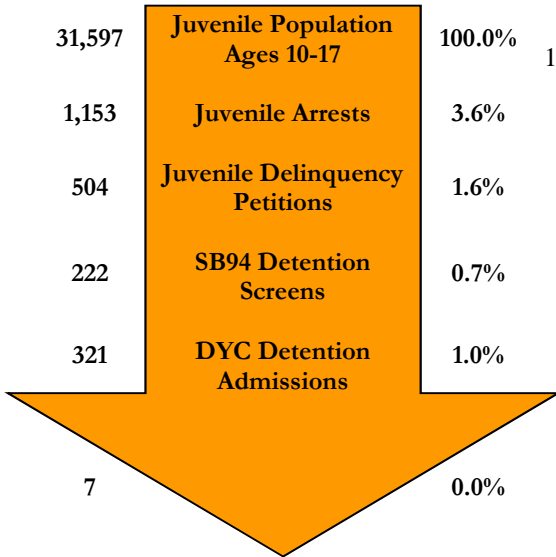 31,597 Juvenile Population Ages 10-17 100.0%
1
1,153 Juvenile Arrests 3.6%
504 Juvenile Delinquency Petitions 1.6%
222 SB94 Detention Screens 0.7%
321 DYC Detention Admissions 1.0%
7 0.0%